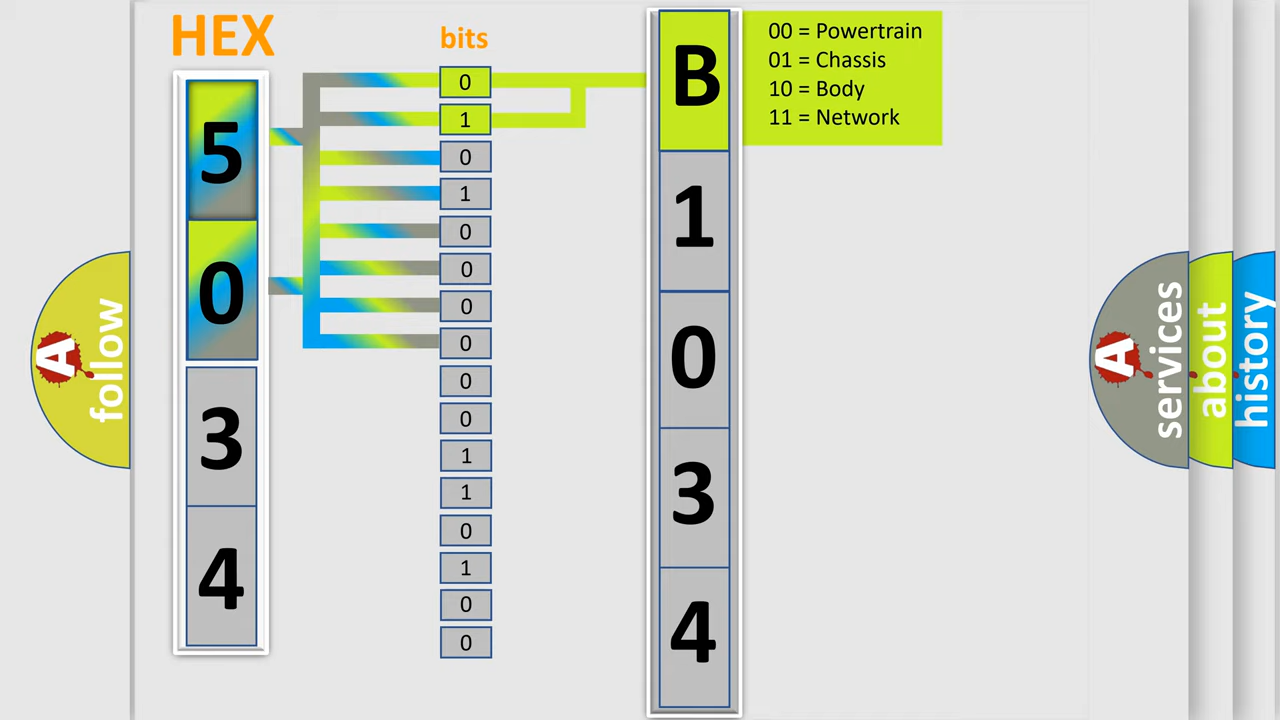 HEX
bits
5
0
3
4
0
1
0
1
0
0
0
0
0
0
1
1
0
1
0
0
B
1
0
3
4
00 = Powertrain
01 = Chassis
10 = Body
11 = Network
A
follow
A
services
about
history